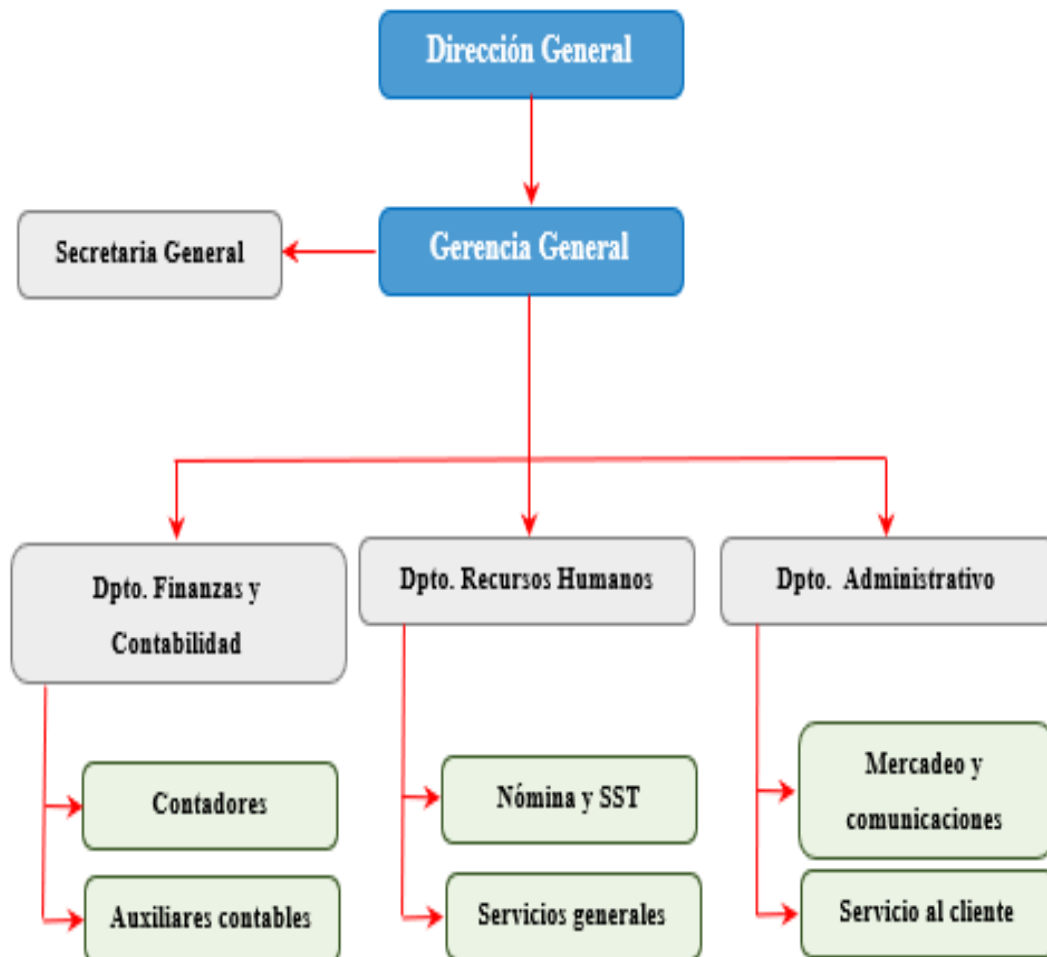 Dirección General
Secretaria General
Gerencia General
Dpto. Finanzas y
Contabilidad
Dpto. Recursos Humanos
Dpto. Administrativo
Contadores
Nómina y SST
Mercadeo y
comunicaciones
Auxiliares contables
Servicios generales
Servicio al cliente